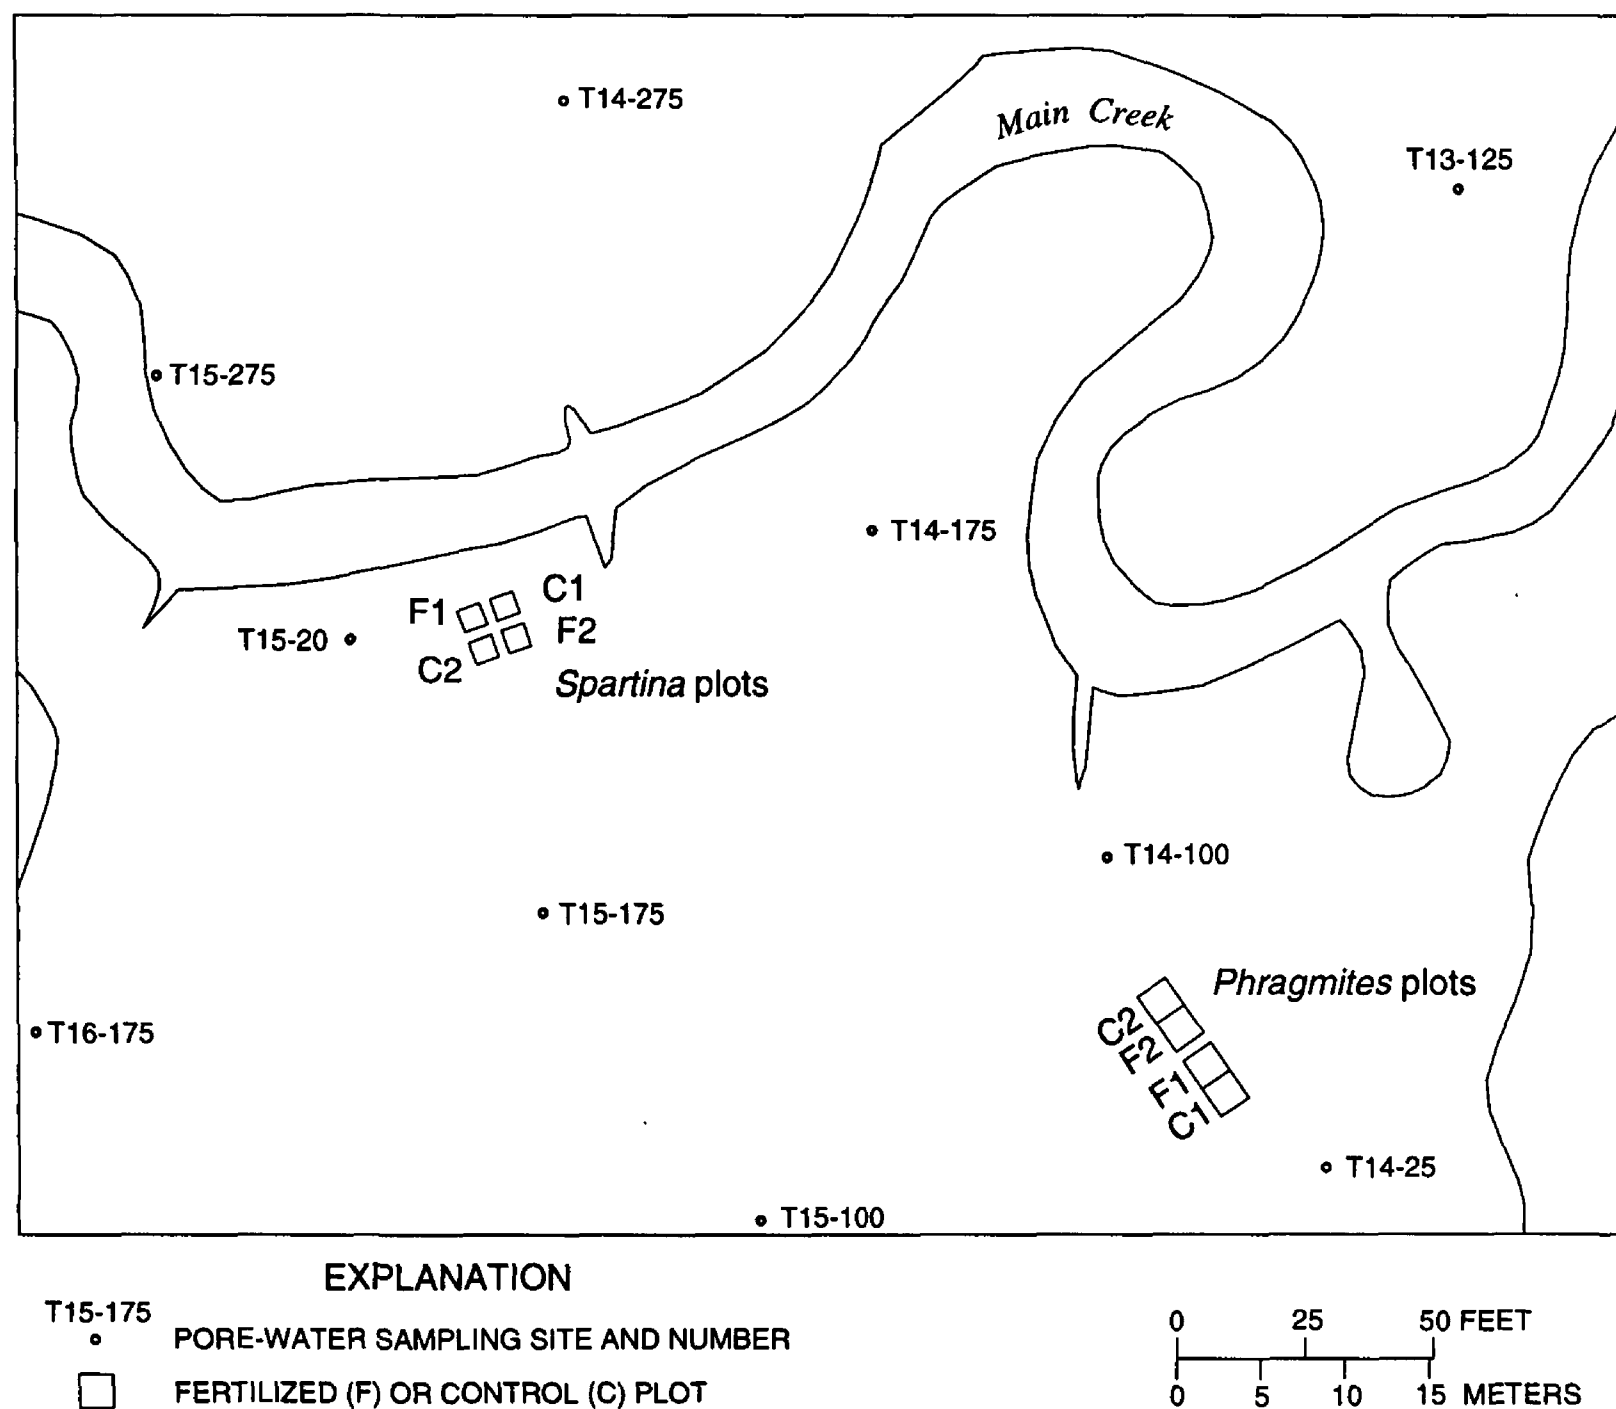 T14-275
Main Creek
T13-125
T15-275
T14-175
F1
C1
F2
C2
T15-20
Spartina plots
T14-100
T15-175
Phragmites plots
C2
F2
F1
C1
T16-175
T14-25
T15-100
EXPLANATION
T15-175
PORE-WATER SAMPLING SITE AND NUMBER
FERTILIZED (F) OR CONTROL (C) PLOT
0 25 50 FEET
0 5 10 15 METERS